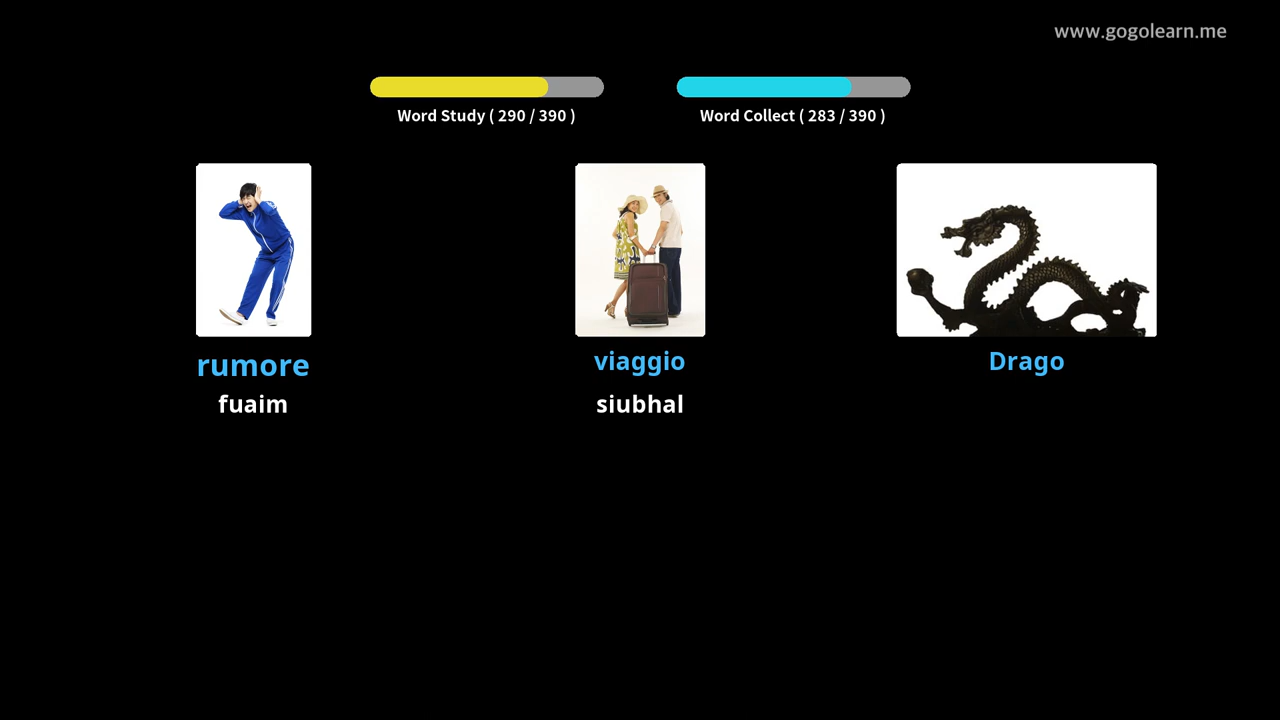 www.gogolearn.me
Word Study ( 290 / 390 )
Word Collect ( 283 / 390 )
rumore
fuaim
viaggio
siubhal
Drago